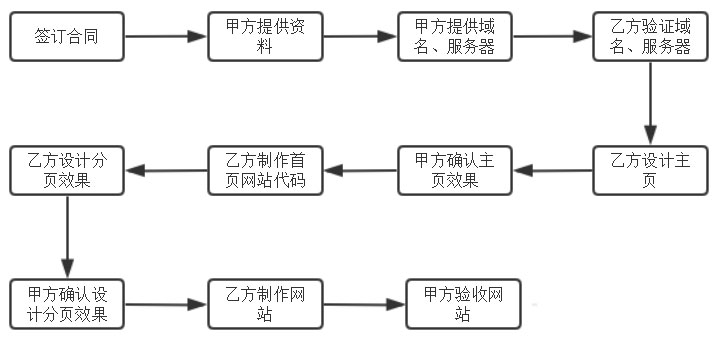 签订合同
甲方提供资
料
甲方提供域
名、服务器
乙方验证域
名、服务器
乙方设计主
页
甲方确认主
页效果
乙方制作首
页网站代码
乙方设计分
页效果
甲方确认设
计分页效果
乙方制作网
站
甲方验收网
站